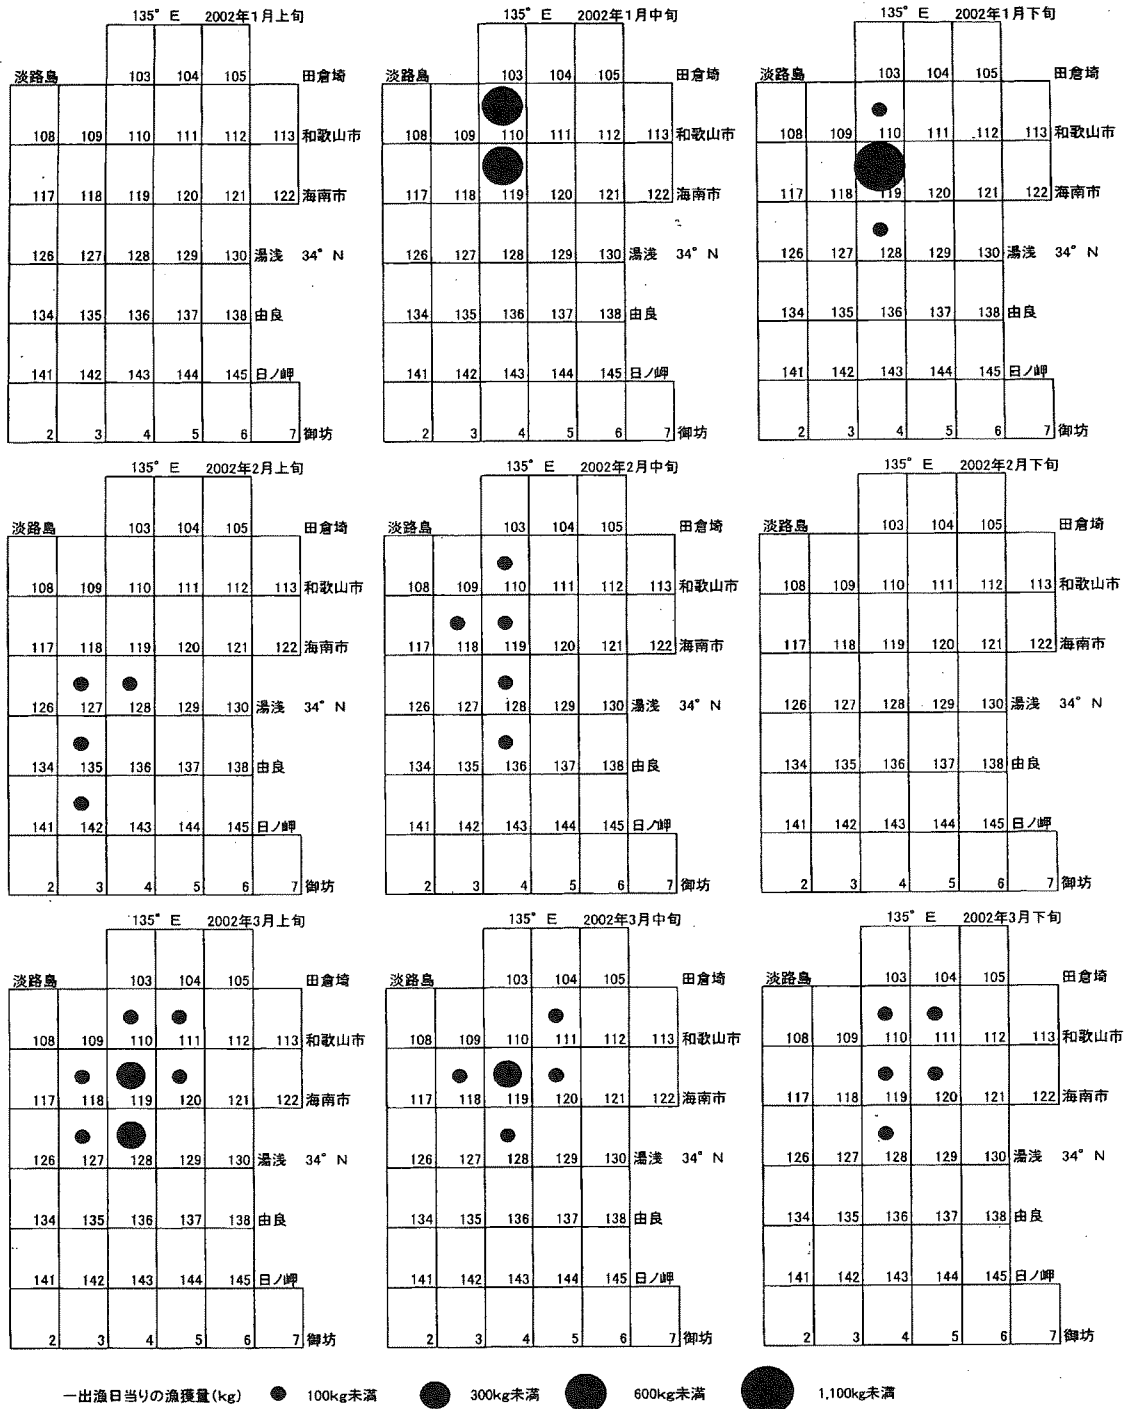 135° E 2002年1月上旬
淡路島 103 104 105 田倉埼
108 109 110 111 112 113 和歌山市
117 118 119 120 121 122 海南市
126 127 128 129 130 湯浅 34° N
134 135 136 137 138 由良
141 142 143 144 145 日ノ岬
2 3 4 5 6 7 御坊
135° E 2002年1月中旬
淡路島 103 104 105 田倉埼
108 109 110 111 112 113 和歌山市
117 118 119 120 121 122 海南市
126 127 128 129 130 湯浅 34° N
134 135 136 137 138 由良
141 142 143 144 145 日ノ岬
2 3 4 5 6 7 御坊
135° E 2002年1月下旬
淡路島 103 104 105 田倉埼
108 109 110 111 112 113 和歌山市
117 118 119 120 121 122 海南市
126 127 128 129 130 湯浅 34° N
134 135 136 137 138 由良
141 142 143 144 145 日ノ岬
2 3 4 5 6 7 御坊
135° E 2002年2月上旬
淡路島 103 104 105 田倉埼
108 109 110 111 112 113 和歌山市
117 118 119 120 121 122 海南市
126 127 128 129 130 湯浅 34° N
134 135 136 137 138 由良
141 142 143 144 145 日ノ岬
2 3 4 5 6 7 御坊
135° E 2002年2月中旬
淡路島 103 104 105 田倉埼
108 109 110 111 112 113 和歌山市
117 118 119 120 121 122 海南市
126 127 128 129 130 湯浅 34° N
134 135 136 137 138 由良
141 142 143 144 145 日ノ岬
2 3 4 5 6 7 御坊
135° E 2002年2月下旬
淡路島 103 104 105 田倉埼
108 109 110 111 112 113 和歌山市
117 118 119 120 121 122 海南市
126 127 128 129 130 湯浅 34° N
134 135 136 137 138 由良
141 142 143 144 145 日ノ岬
2 3 4 5 6 7 御坊
135° E 2002年3月上旬
淡路島 103 104 105 田倉埼
108 109 110 111 112 113 和歌山市
117 118 119 120 121 122 海南市
126 127 128 129 130 湯浅 34° N
134 135 136 137 138 由良
141 142 143 144 145 日ノ岬
2 3 4 5 6 7 御坊
135° E 2002年3月中旬
淡路島 103 104 105 田倉埼
108 109 110 111 112 113 和歌山市
117 118 119 120 121 122 海南市
126 127 128 129 130 湯浅 34° N
134 135 136 137 138 由良
141 142 143 144 145 日ノ岬
2 3 4 5 6 7 御坊
135° E 2002年3月下旬
淡路島 103 104 105 田倉埼
108 109 110 111 112 113 和歌山市
117 118 119 120 121 122 海南市
126 127 128 129 130 湯浅 34° N
134 135 136 137 138 由良
141 142 143 144 145 日ノ岬
2 3 4 5 6 7 御坊
一出漁日当りの漁獲量(kg) 100kg未満 300kg未満 600kg未満 1,100kg未満